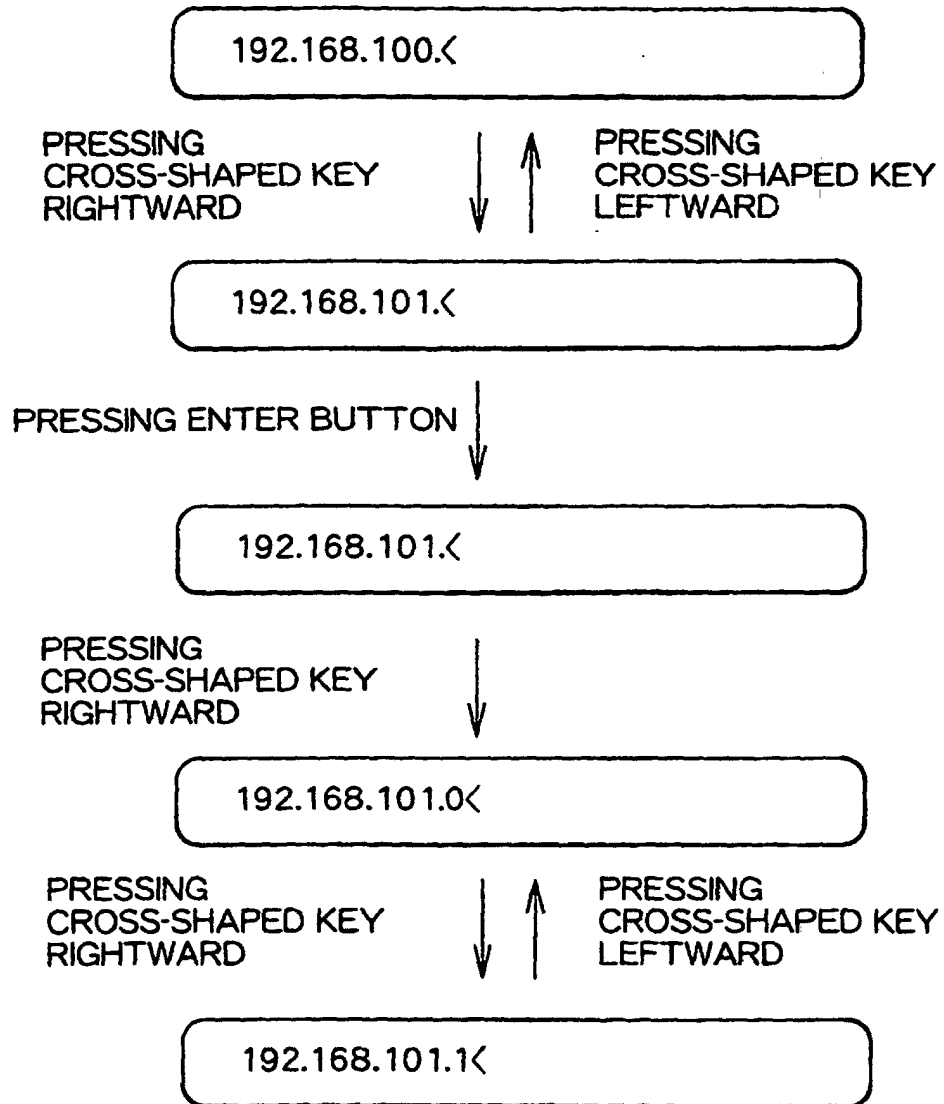 192.168.100.<
PRESSING
CROSS-SHAPED KEY
RIGHTWARD
PRESSING
CROSS-SHAPED KEY
LEFTWARD
192.168.101.<
PRESSING ENTER BUTTON
192.168.101.<
PRESSING
CROSS-SHAPED KEY
RIGHTWARD
192.168.101.0<
PRESSING
CROSS-SHAPED KEY
RIGHTWARD
PRESSING
CROSS-SHAPED KEY
LEFTWARD
192.168.101.1<